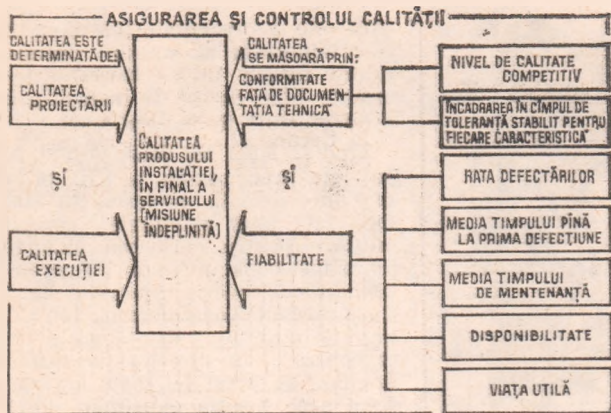 ASIGURAREA ŞI CONTROLUL CALITĂŢII
CALITATEA ESTE
DETERMINATĂ DE:
CALITATEA
PROIECTĂRII
ŞI
CALITATEA
EXECUŢIEI
CALITATEA
PRODUSULUI
INSTALAŢIEI,
ÎN FINAL A
SERVICIULUI
(MISIUNE
ÎNDEPLINITĂ)
CALITATEA
SE MĂSOARĂ PRIN:
CONFORMITATE
FAŢĂ DE DOCUMEN-
TAŢIA TEHNICĂ
ŞI
FIABILITATE
NIVEL DE CALITATE
COMPETITIV
ÎNCADRAREA ÎN CÎMPUL DE
TOLERANŢĂ STABILIT PENTRU
FIECARE CARACTERISTICĂ
RATA DEFECTĂRILOR
MEDIA TIMPULUI PÎNĂ
LA PRIMA DEFECŢIUNE
MEDIA TIMPULUI
DE MENTENANŢĂ
DISPONIBILITATE
VIAŢA UTILĂ